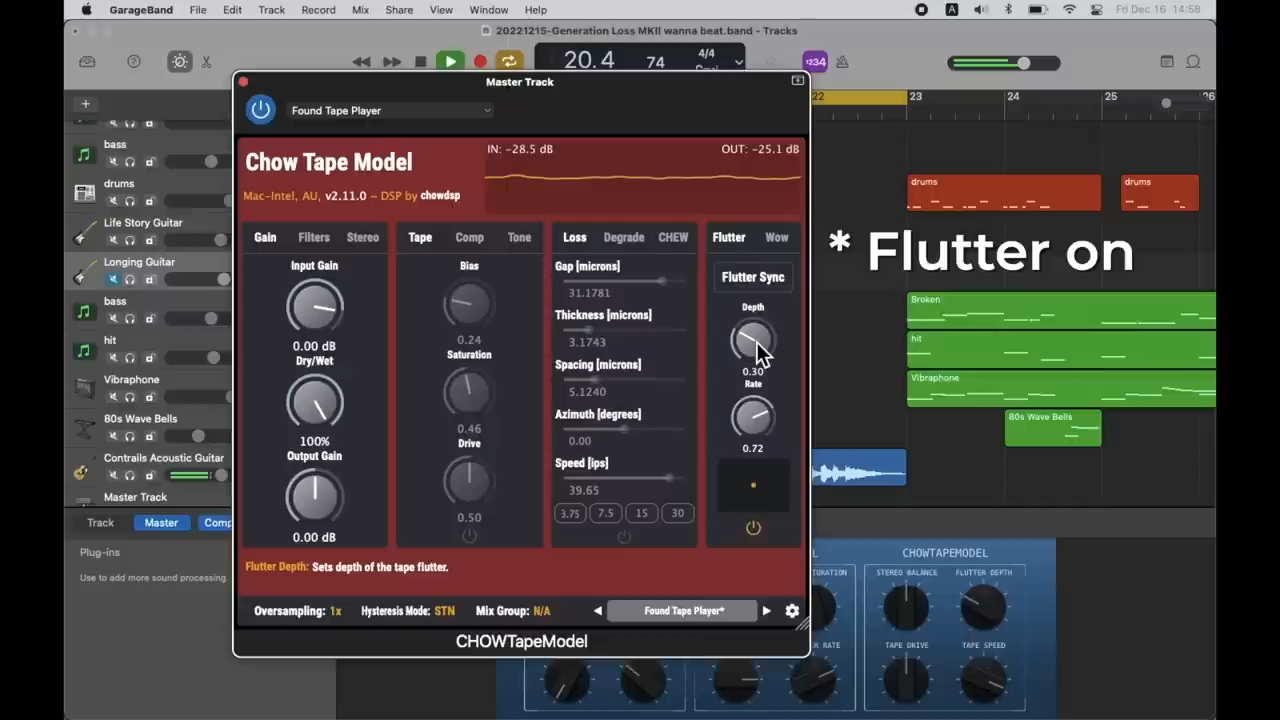 GarageBand File Edit Track Record Mix Share View Window Help
A
Fri Dec 16 14:58
20221215-Generation Loss MKII wanna beat.band - Tracks
20.4 74 4/4
1234
Master Track
Found Tape Player
22 23 24 25 26
Chow Tape Model
IN: -28.5 dB OUT: -25.1 dB
Mac-Intel, AU, v2.11.0 ~ DSP by chowdsp
bass
drums
Life Story Guitar
Longing Guitar
bass
hit
Vibraphone
80s Wave Bells
Contrails Acoustic Guitar
Master Track
drums
drums
* Flutter on
Broken
hit
Vibraphone
80s Wave Bells
Gain Filters Stereo
Input Gain
0.00 dB
Dry/Wet
100%
Output Gain
0.00 dB
Tape Comp Tone
Bias
0.24
Saturation
0.46
Drive
0.50
Loss Degrade CHEW
Gap [microns]
31.1781
Thickness [microns]
3.1743
Spacing [microns]
5.1240
Azimuth [degrees]
0.00
Speed [ips]
39.65
3.75 7.5 15 30
Flutter Wow
Flutter Sync
Depth
0.30
Rate
0.72
Flutter Depth: Sets depth of the tape flutter.
Oversampling: 1x Hysteresis Mode: STN Mix Group: N/A Found Tape Player*
CHOWTapeModel
Track Master Comp
Plug-ins
Use to add more sound processing.
CHOWTAPEMODEL
STEREO BALANCE FLUTTER DEPTH
TAPE DRIVE TAPE SPEED